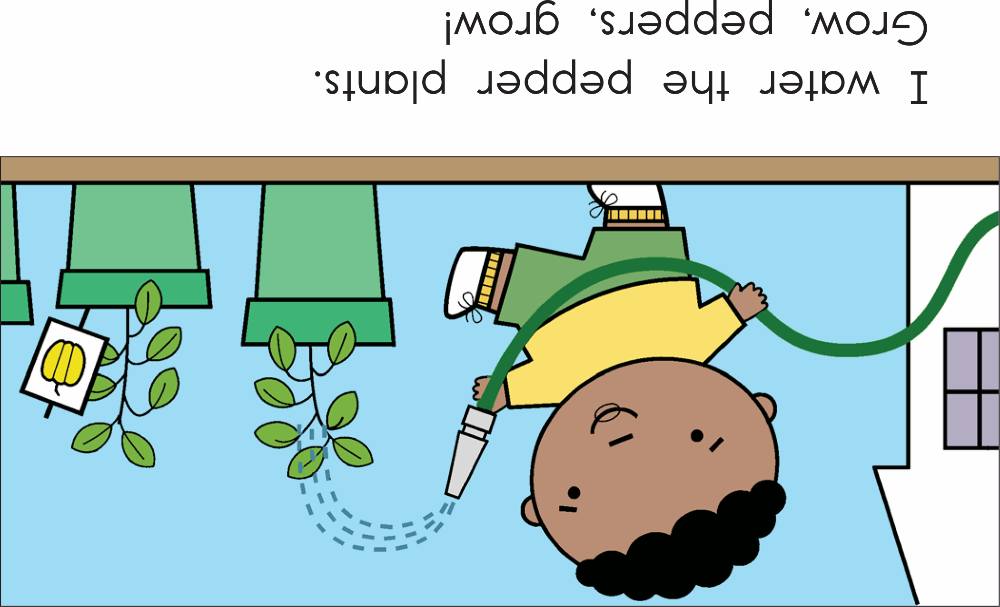 I water the pepper plants.
Grow, peppers, grow!